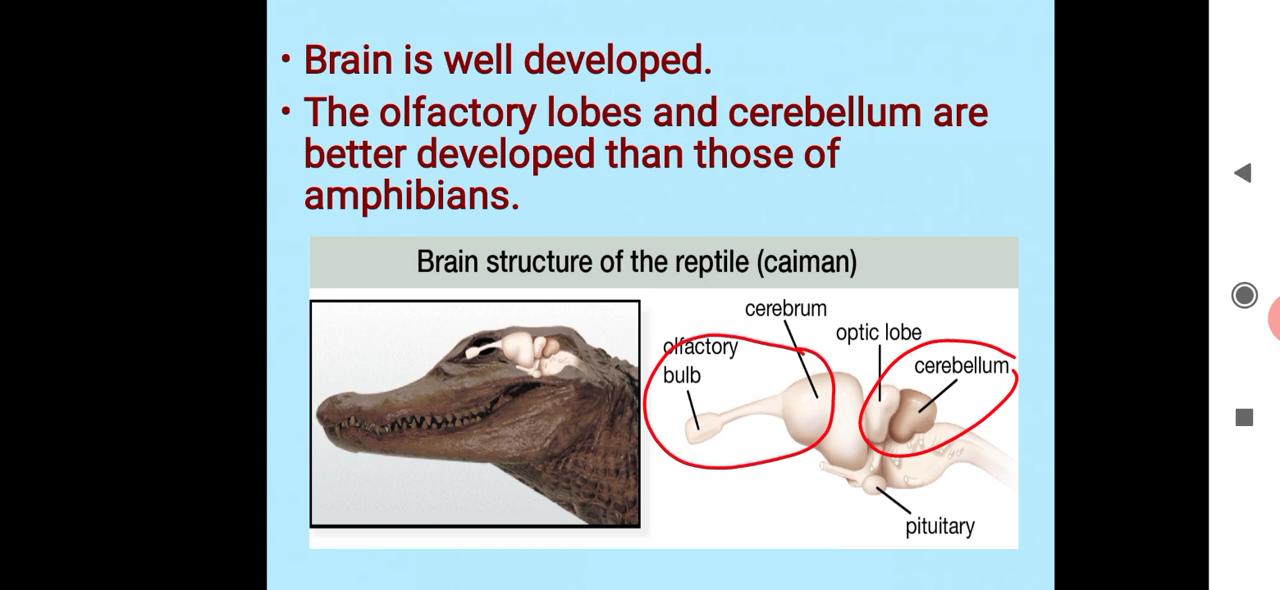 • Brain is well developed.
• The olfactory lobes and cerebellum are
better developed than those of
amphibians.
Brain structure of the reptile (caiman)
cerebrum
optic lobe
olfactory
bulb
cerebellum
pituitary